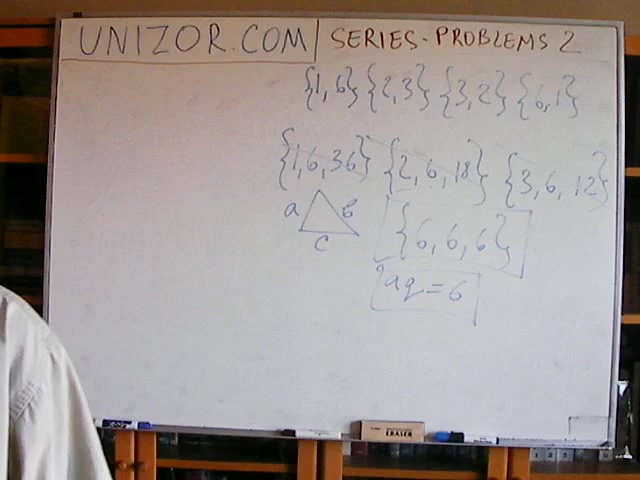 UNIZOR.COM | SERIES - PROBLEMS 2
{1, 6} {2, 3} {3, 2} {6, 1}
{1, 6, 36} {2, 6, 18} {3, 6, 12}
a b
c
{6, 6, 6}
aq = 6
ERASER